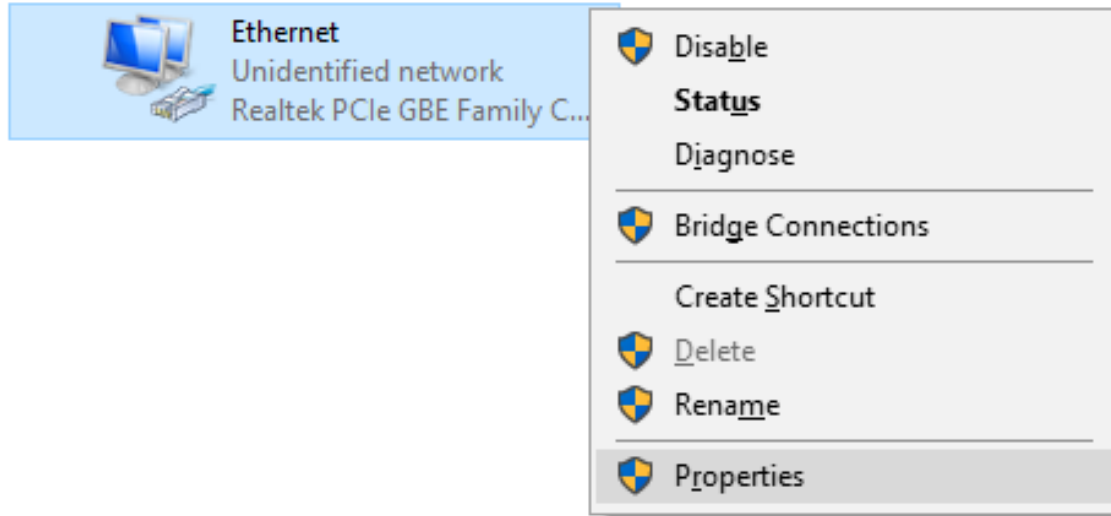 Ethernet
Unidentified network
Realtek PCIe GBE Family C...
Disable
Status
Diagnose
Bridge Connections
Create Shortcut
Delete
Rename
Properties